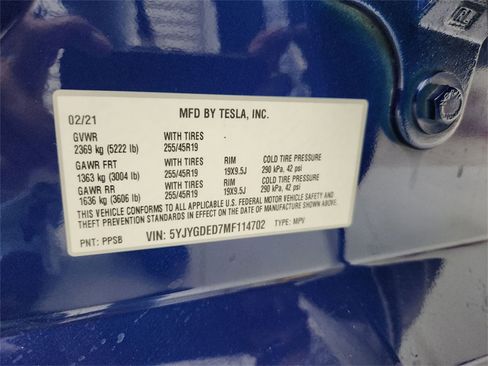 MFD BY TESLA, INC.
02/21
GVWR WITH TIRES
2369 kg (5222 lb) 255/45R19
GAWR FRT WITH TIRES RIM COLD TIRE PRESSURE
1363 kg (3004 lb) 255/45R19 19X9.5J 290 kPa, 42 psi
GAWR RR WITH TIRES RIM COLD TIRE PRESSURE
1636 kg (3606 lb) 255/45R19 19X9.5J 290 kPa, 42 psi
THIS VEHICLE CONFORMS TO ALL APPLICABLE U.S. FEDERAL MOTOR VEHICLE SAFETY AND
THEFT PREVENTION STANDARDS IN EFFECT ON THE DATE OF MANUFACTURE SHOWN ABOVE.
PNT: PPSB VIN: 5YJYGDED7MF114702 TYPE: MPV